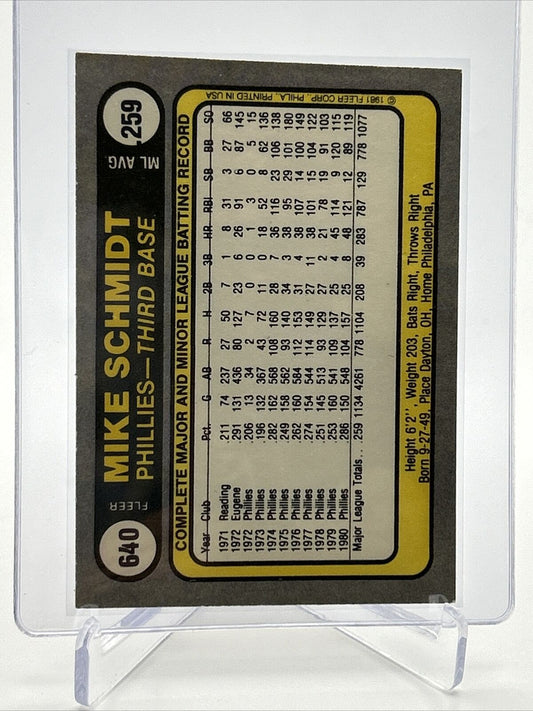 640
FLEER
MIKE SCHMIDT
PHILLIES—THIRD BASE
ML AVG
.259
COMPLETE MAJOR AND MINOR LEAGUE BATTING RECORD
Year Club Pct. G AB R H 2B 3B HR RBI SB BB SO
1971 Reading .211 74 237 27 50 7 1 8 31 3 27 66
1972 Eugene .291 131 436 80 127 23 6 26 91 6 87 145
1972 Phillies .206 13 34 2 7 0 0 1 3 0 5 15
1973 Phillies .196 132 367 43 72 11 0 18 52 8 62 136
1974 Phillies .282 162 568 108 160 28 7 36 116 23 106 138
1975 Phillies .249 158 562 93 140 34 3 38 95 29 101 180
1976 Phillies .262 160 584 112 153 31 4 38 107 14 100 149
1977 Phillies .274 154 544 114 149 27 11 38 101 15 104 122
1978 Phillies .251 145 513 93 129 27 2 21 78 19 91 103
1979 Phillies .253 160 541 109 137 25 4 45 114 9 120 115
1980 Phillies .286 150 548 104 157 25 8 48 121 12 89 119
Major League Totals... .259 1134 4261 778 1104 208 39 283 787 129 778 1077
© 1981 FLEER CORP., PHILA., PRINTED IN USA
Height 6'2", Weight 203, Bats Right, Throws Right
Born 9-27-49, Place Dayton, OH, Home Philadelphia, PA